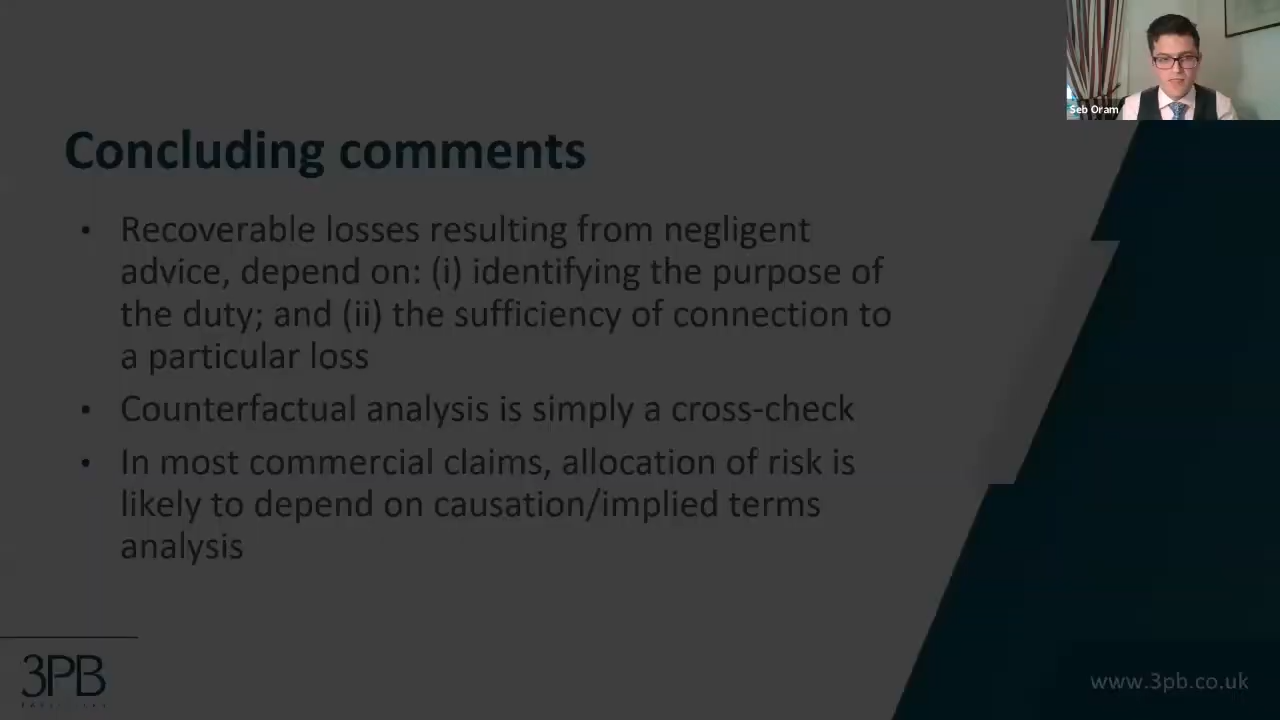 Seb Oram
Concluding comments
• Recoverable losses resulting from negligent
advice, depend on: (i) identifying the purpose of
the duty; and (ii) the sufficiency of connection to
a particular loss
• Counterfactual analysis is simply a cross-check
• In most commercial claims, allocation of risk is
likely to depend on causation/implied terms
analysis
3PB
www.3pb.co.uk